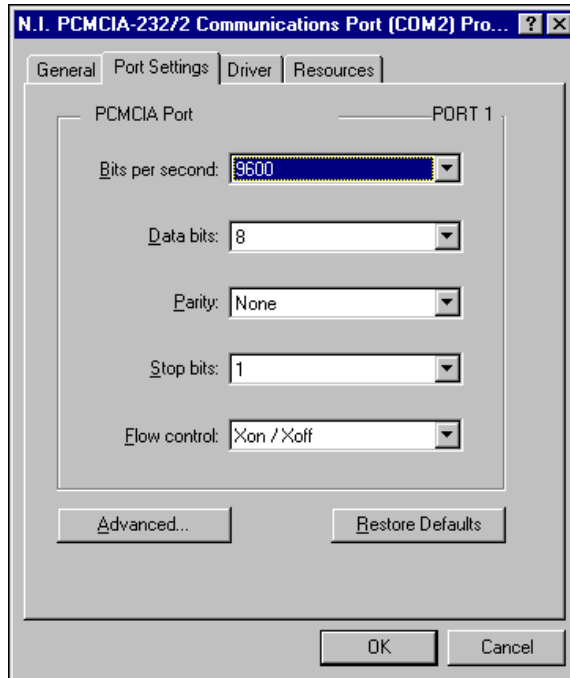 N.I. PCMCIA-232/2 Communications Port (COM2) Pro... ? ×
General Port Settings Driver Resources
PCMCIA Port PORT 1
Bits per second: 9600
Data bits: 8
Parity: None
Stop bits: 1
Flow control: Xon / Xoff
Advanced... Restore Defaults
OK Cancel